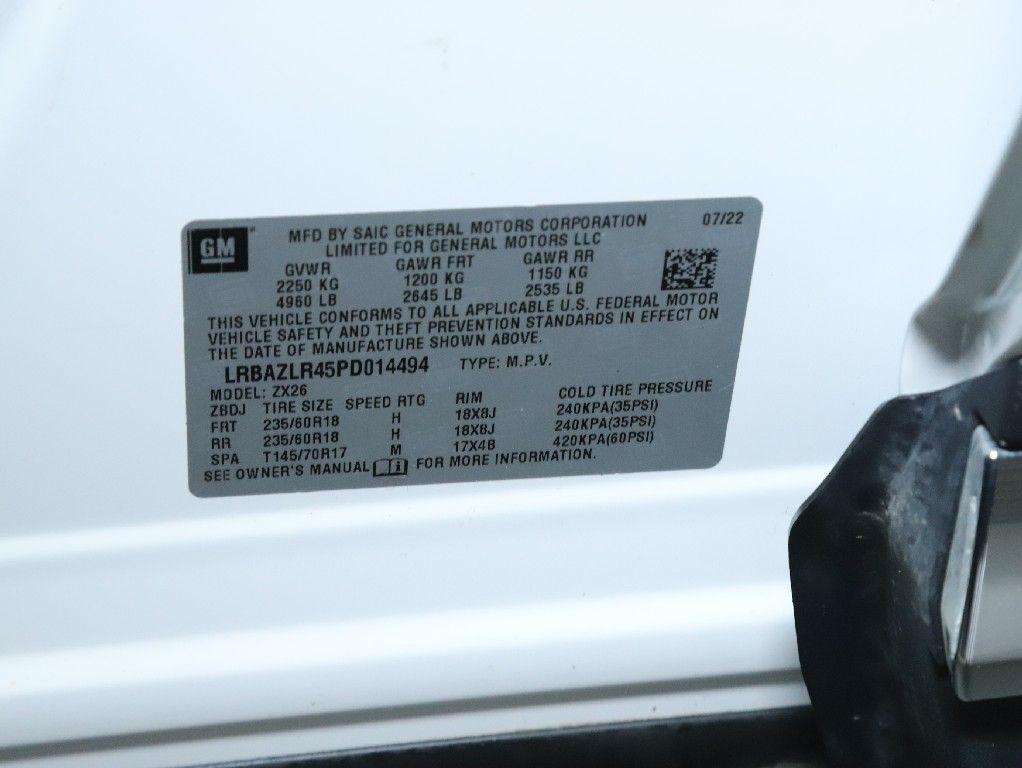 GM
MFD BY SAIC GENERAL MOTORS CORPORATION 07/22
LIMITED FOR GENERAL MOTORS LLC
GVWR GAWR FRT GAWR RR
2250 KG 1200 KG 1150 KG
4960 LB 2645 LB 2535 LB
THIS VEHICLE CONFORMS TO ALL APPLICABLE U.S. FEDERAL MOTOR
VEHICLE SAFETY AND THEFT PREVENTION STANDARDS IN EFFECT ON
THE DATE OF MANUFACTURE SHOWN ABOVE.
LRBAZLR45PD014494 TYPE: M.P.V.
MODEL: ZX26
ZBDJ TIRE SIZE SPEED RTG RIM COLD TIRE PRESSURE
FRT 235/60R18 H 18X8J 240KPA(35PSI)
RR 235/60R18 H 18X8J 240KPA(35PSI)
SPA T145/70R17 M 17X4B 420KPA(60PSI)
SEE OWNER'S MANUAL i FOR MORE INFORMATION.